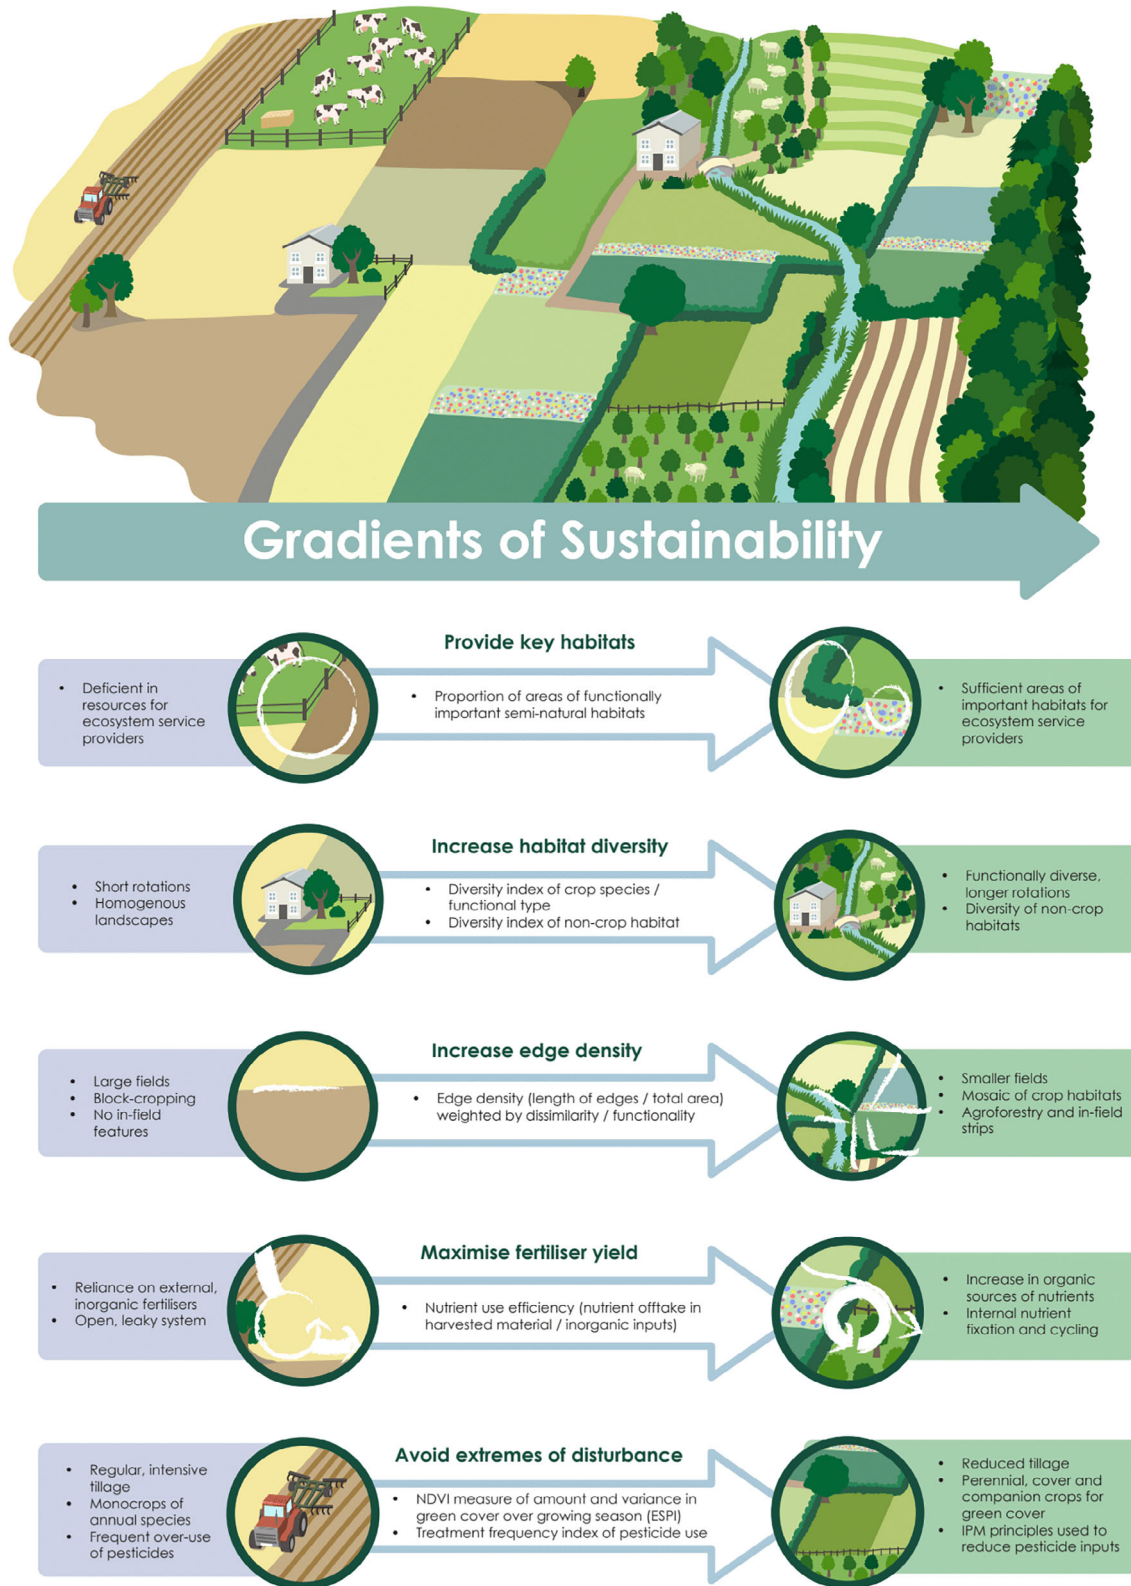 Gradients of Sustainability
Provide key habitats
• Deficient in
resources for
ecosystem service
providers
• Proportion of areas of functionally
important semi-natural habitats
• Sufficient areas of
important habitats for
ecosystem service
providers
Increase habitat diversity
• Short rotations
• Homogenous
landscapes
• Diversity index of crop species /
functional type
• Diversity index of non-crop habitat
• Functionally diverse,
longer rotations
• Diversity of non-crop
habitats
Increase edge density
• Large fields
• Block-cropping
• No in-field
features
• Edge density (length of edges / total area)
weighted by dissimilarity / functionality
• Smaller fields
• Mosaic of crop habitats
• Agroforestry and in-field
strips
Maximise fertiliser yield
• Reliance on external,
inorganic fertilisers
• Open, leaky system
• Nutrient use efficiency (nutrient offtake in
harvested material / inorganic inputs)
• Increase in organic
sources of nutrients
• Internal nutrient
fixation and cycling
Avoid extremes of disturbance
• Regular, intensive
tillage
• Monocrops of
annual species
• Frequent over-use
of pesticides
• NDVI measure of amount and variance in
green cover over growing season (ESPI)
• Treatment frequency index of pesticide use
• Reduced tillage
• Perennial, cover and
companion crops for
green cover
• IPM principles used to
reduce pesticide inputs